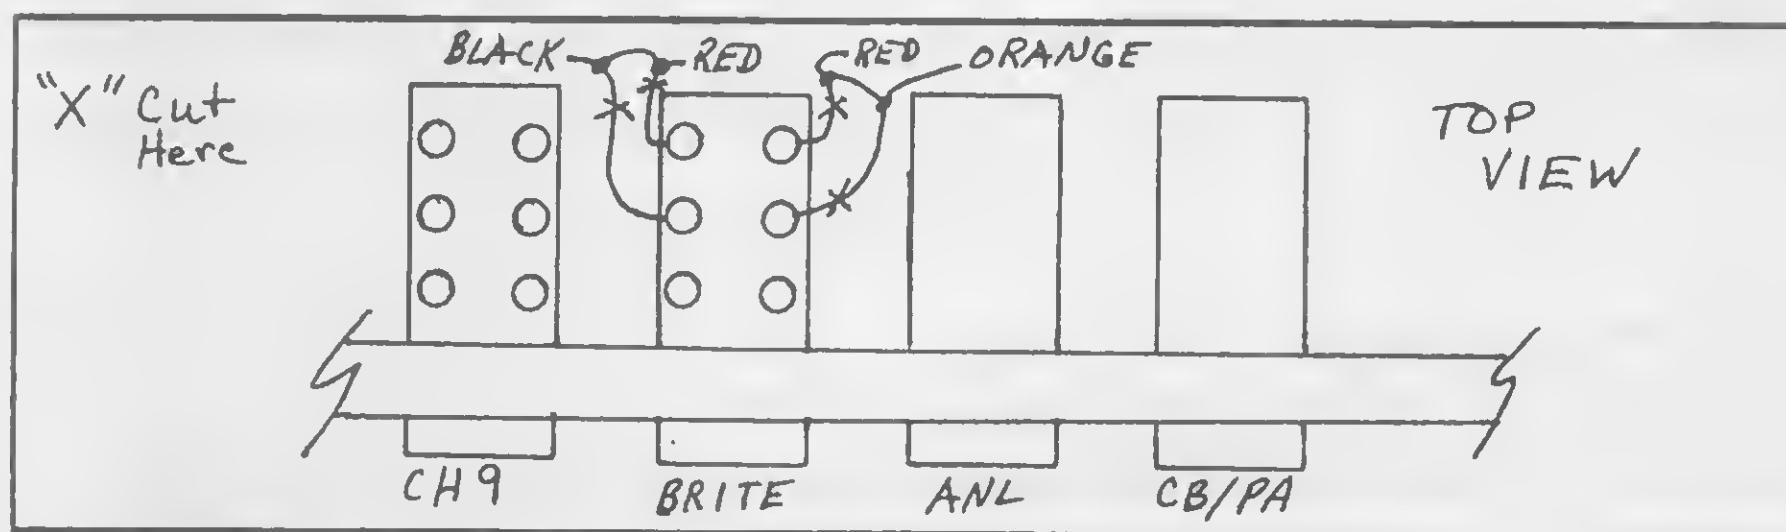 BLACK RED RED ORANGE
"X" Cut
Here
TOP
VIEW
CH9 BRITE ANL CB/PA